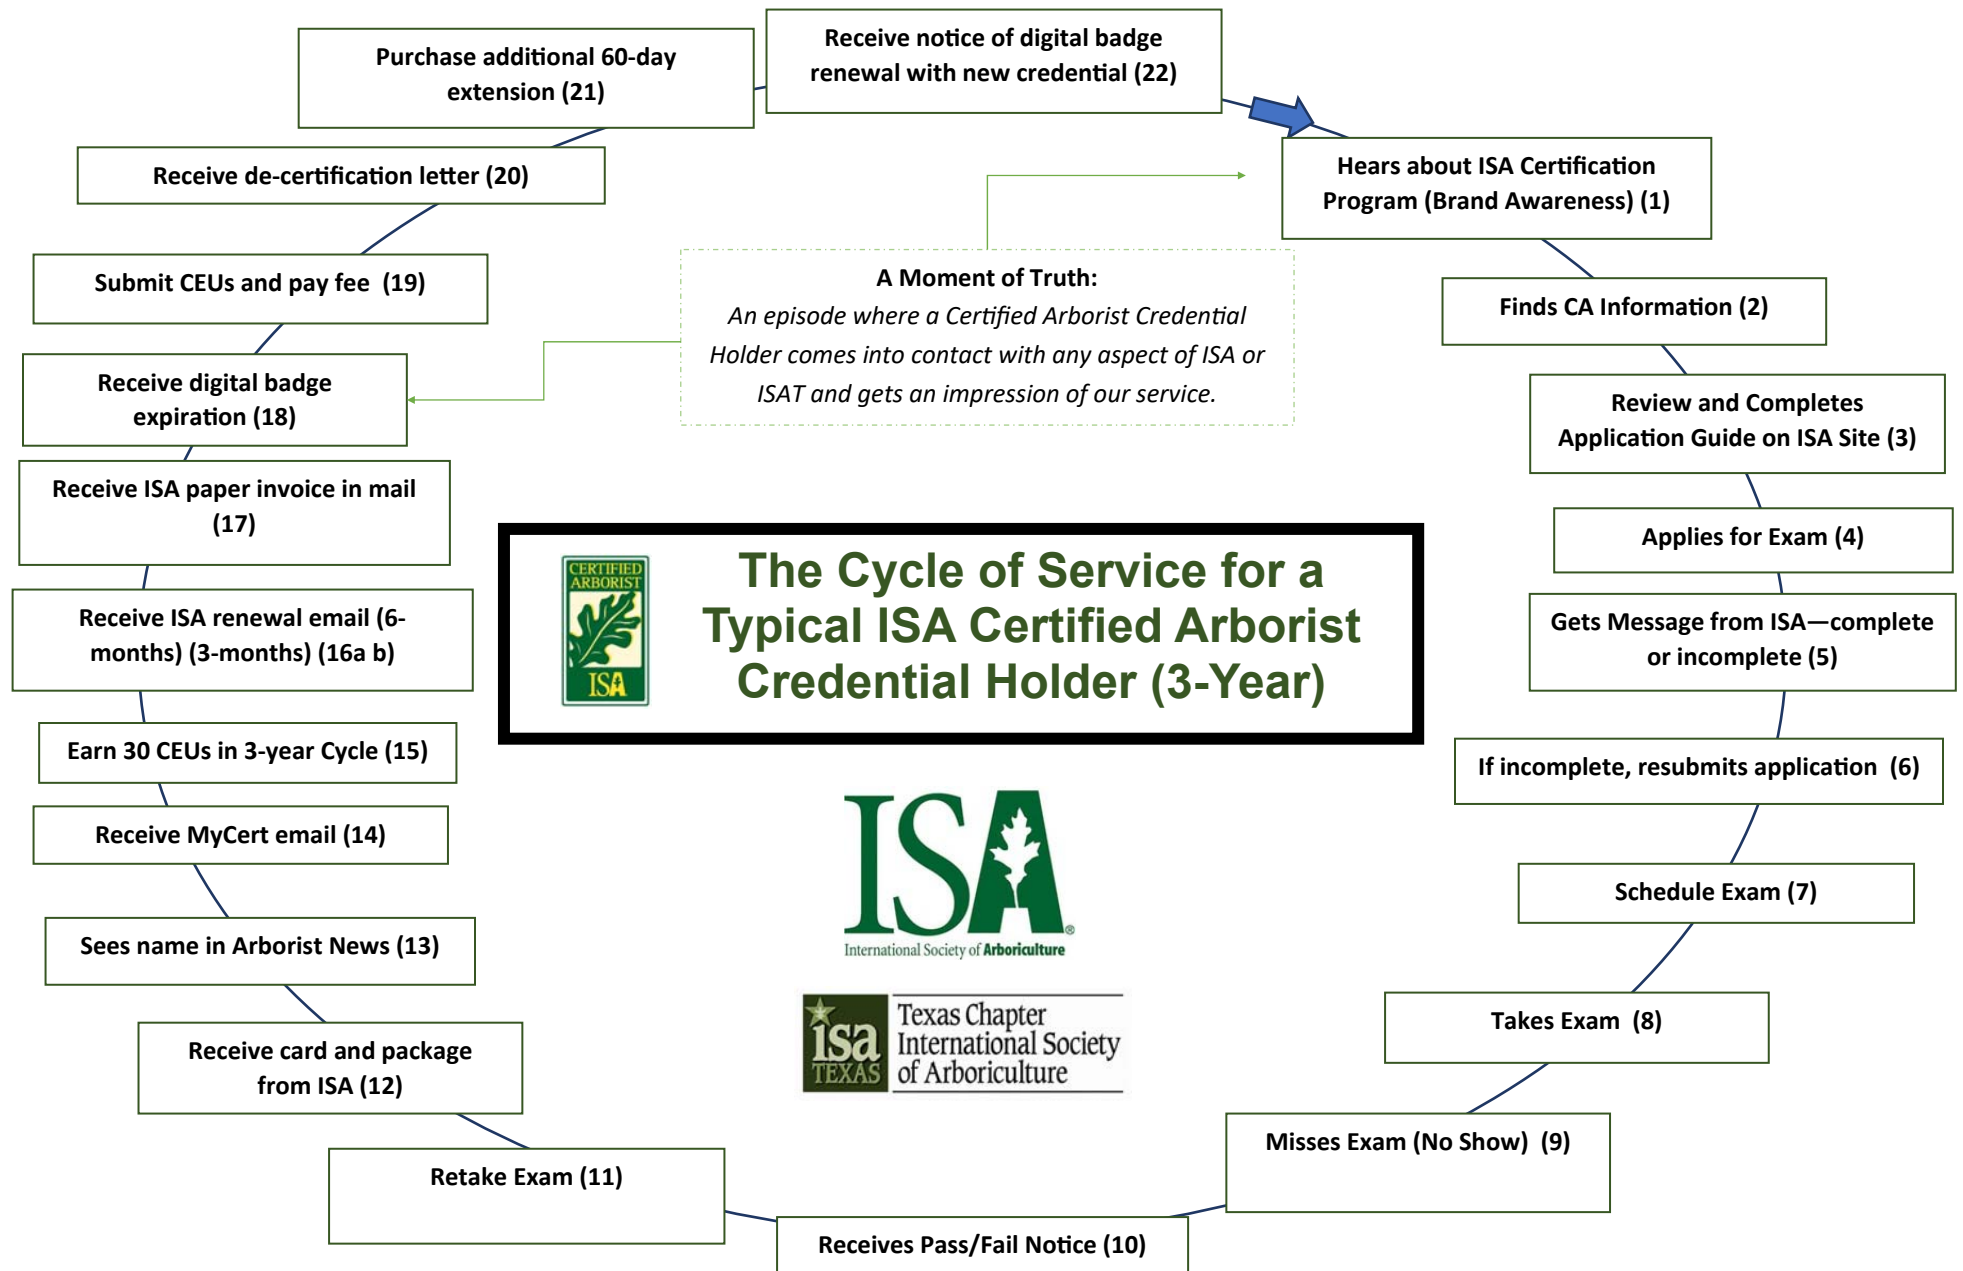 Receive notice of digital badge
renewal with new credential (22)
Purchase additional 60-day
extension (21)
Receive de-certification letter (20)
Submit CEUs and pay fee  (19)
Receive digital badge
expiration (18)
Receive ISA paper invoice in mail
(17)
Receive ISA renewal email (6-
months) (3-months) (16a b)
Earn 30 CEUs in 3-year Cycle (15)
Receive MyCert email (14)
Sees name in Arborist News (13)
Receive card and package
from ISA (12)
Retake Exam (11)
Receives Pass/Fail Notice (10)
Misses Exam (No Show)  (9)
Takes Exam  (8)
Schedule Exam (7)
If incomplete, resubmits application  (6)
Gets Message from ISA—complete
or incomplete (5)
Applies for Exam (4)
Review and Completes
Application Guide on ISA Site (3)
Finds CA Information (2)
Hears about ISA Certification
Program (Brand Awareness) (1)
A Moment of Truth:
An episode where a Certified Arborist Credential
Holder comes into contact with any aspect of ISA or
ISAT and gets an impression of our service.
CERTIFIED
ARBORIST
ISA
The Cycle of Service for a
Typical ISA Certified Arborist
Credential Holder (3-Year)
ISA®
International Society of Arboriculture
isa
TEXAS
Texas Chapter
International Society
of Arboriculture